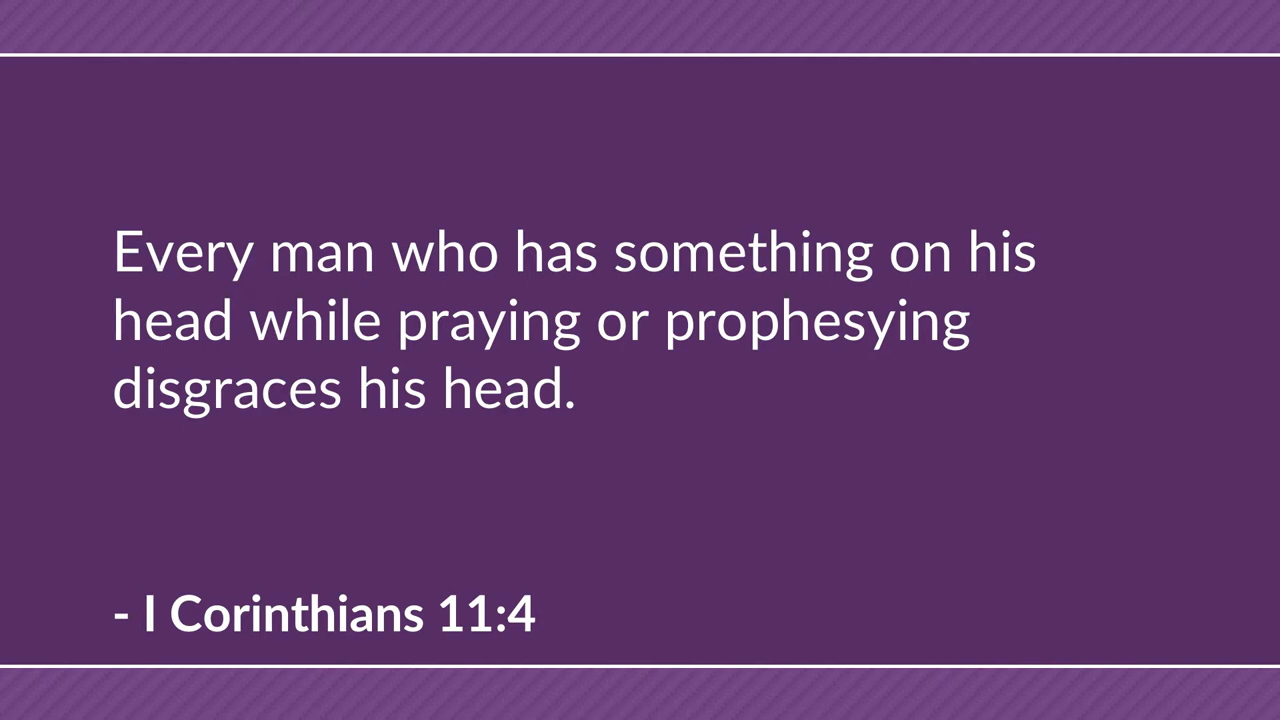 Every man who has something on his
head while praying or prophesying
disgraces his head.
- I Corinthians 11:4